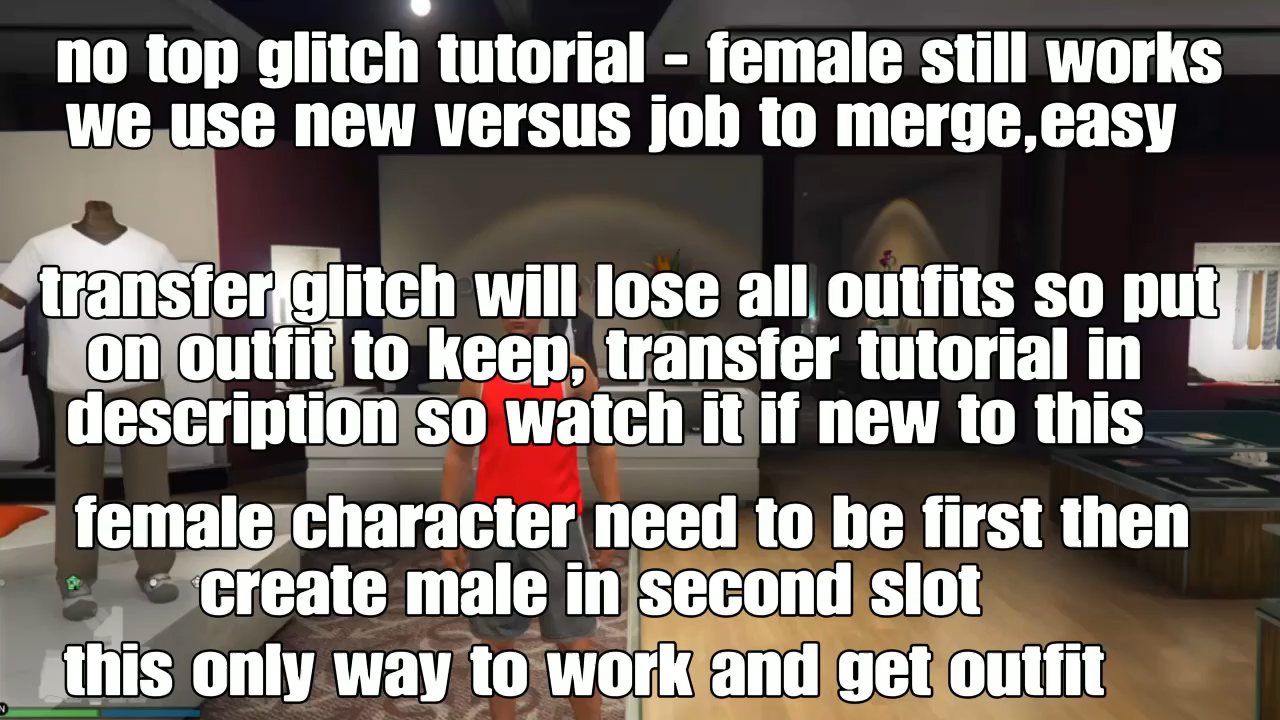 no top glitch tutorial - female still works
we use new versus job to merge,easy
transfer glitch will lose all outfits so put
on outfit to keep, transfer tutorial in
description so watch it if new to this
female character need to be first then
create male in second slot
this only way to work and get outfit